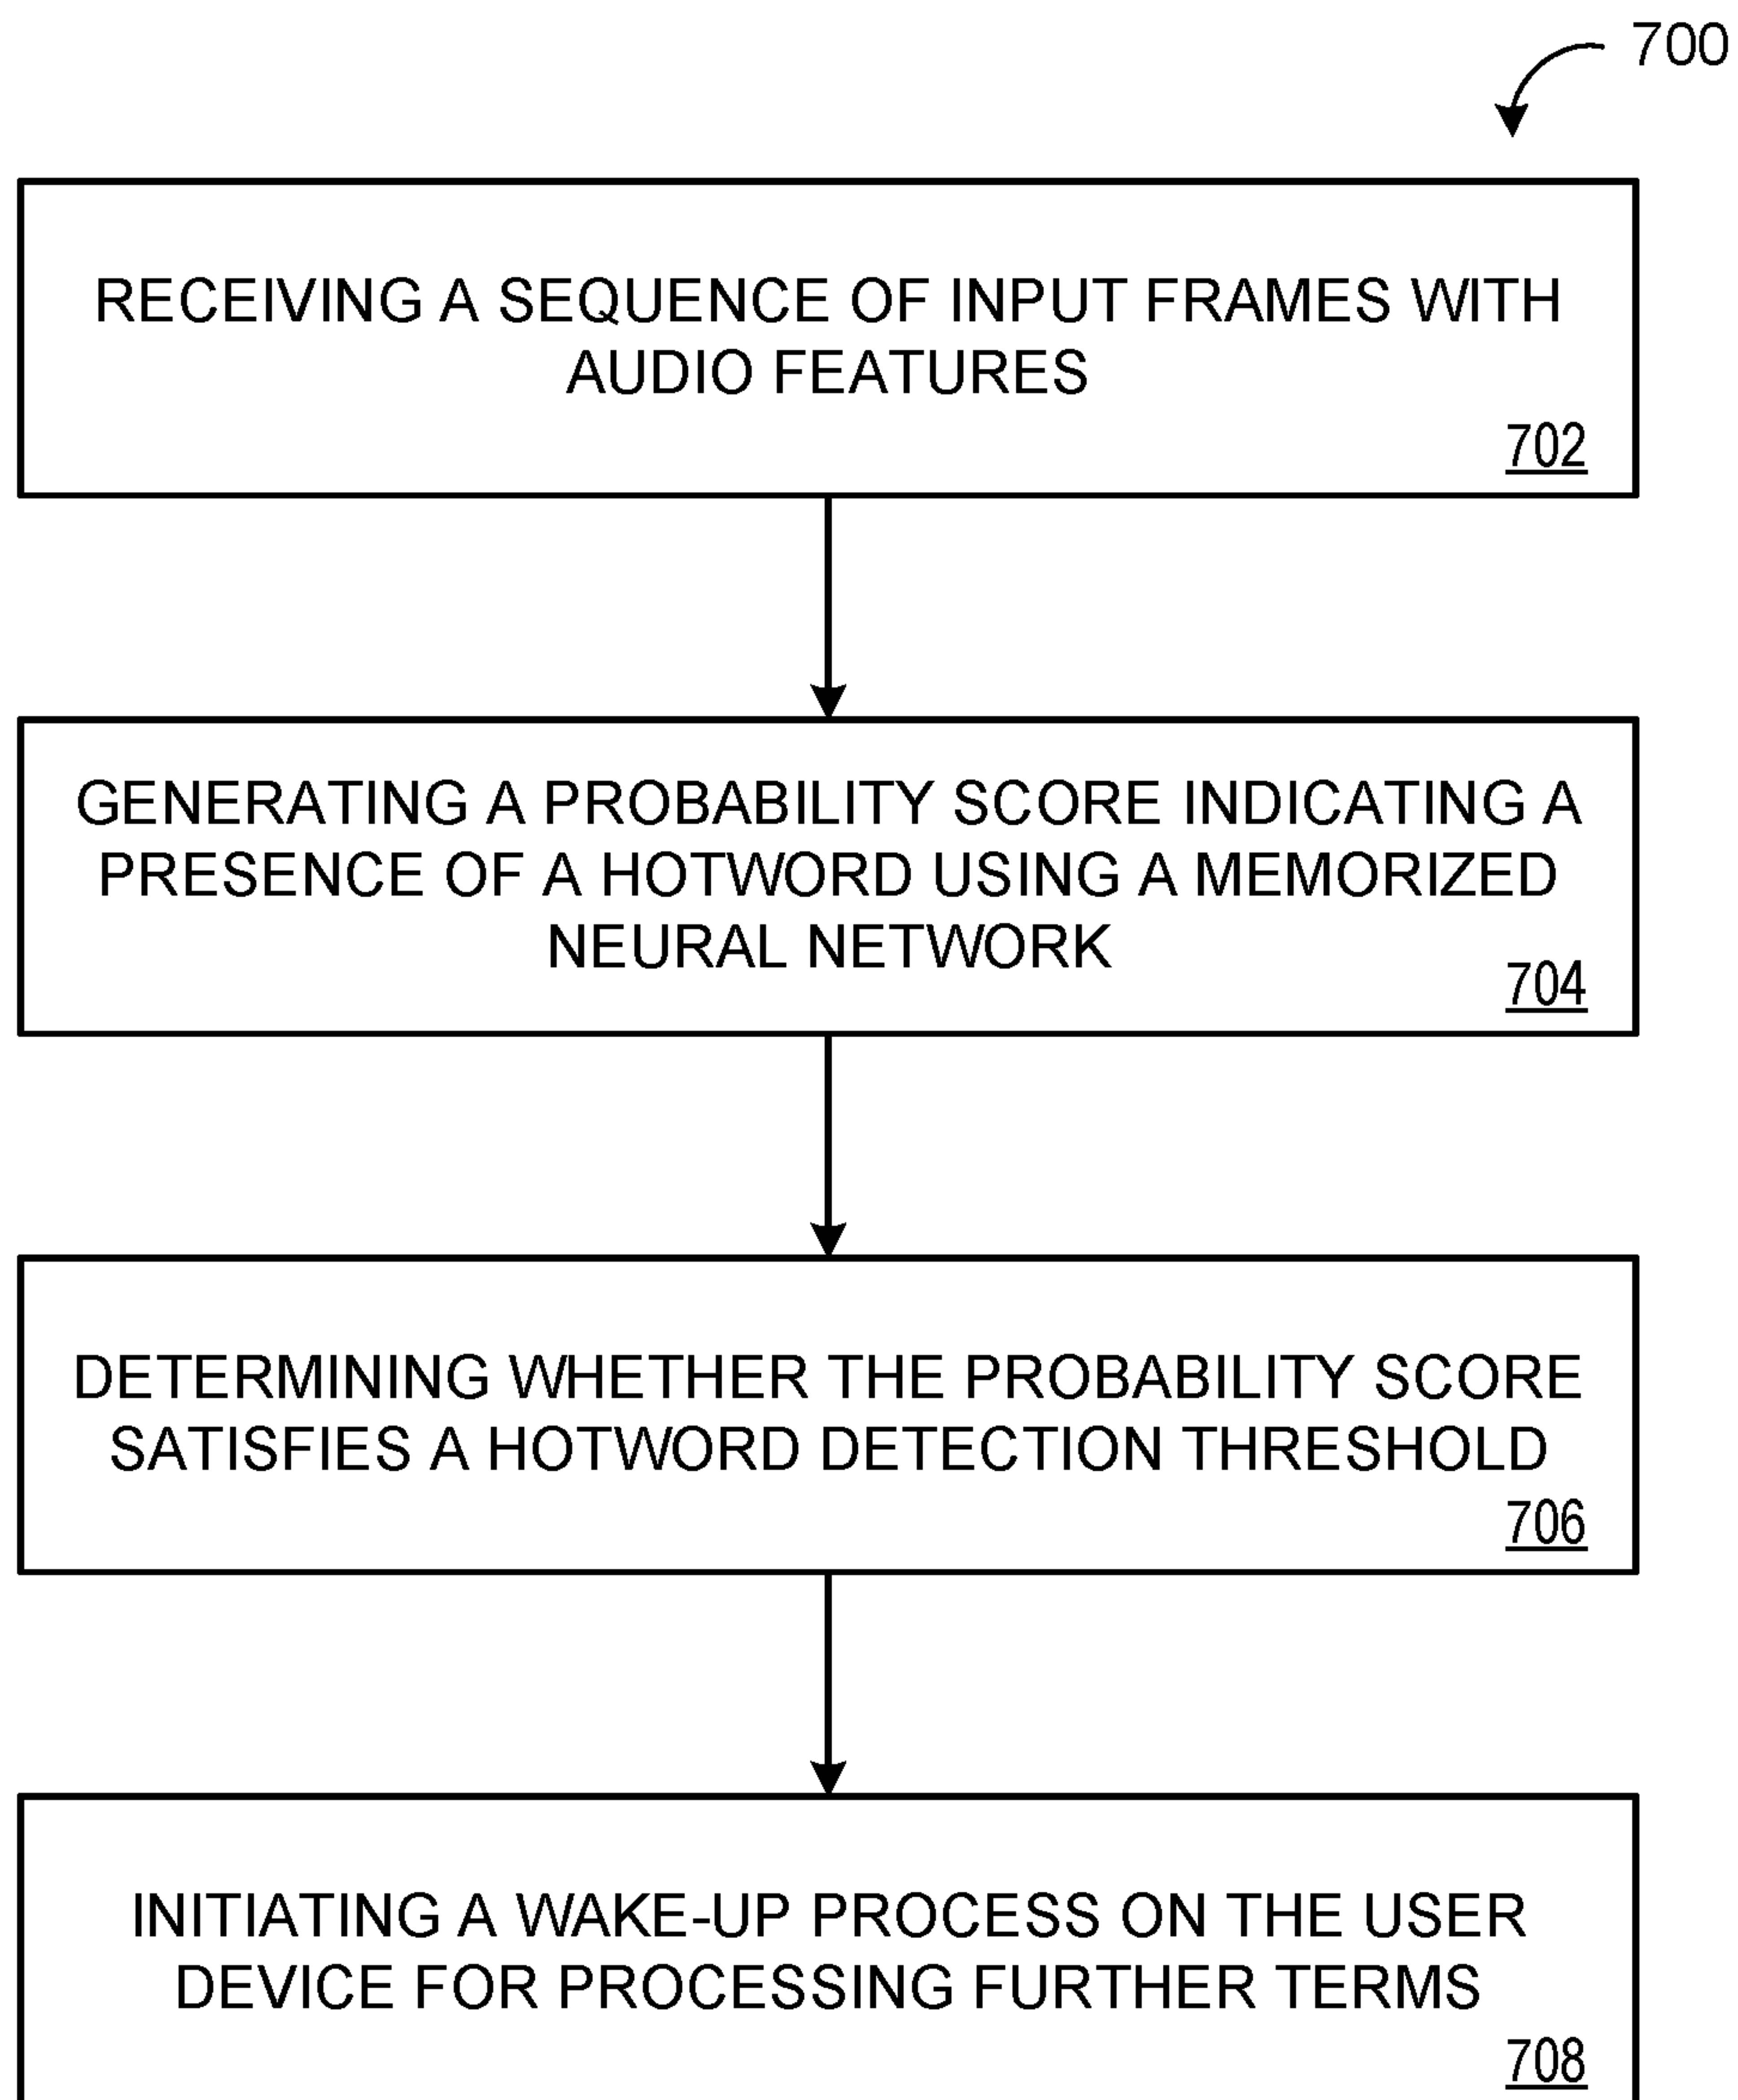 700
RECEIVING A SEQUENCE OF INPUT FRAMES WITH
AUDIO FEATURES
702
GENERATING A PROBABILITY SCORE INDICATING A
PRESENCE OF A HOTWORD USING A MEMORIZED
NEURAL NETWORK
704
DETERMINING WHETHER THE PROBABILITY SCORE
SATISFIES A HOTWORD DETECTION THRESHOLD
706
INITIATING A WAKE-UP PROCESS ON THE USER
DEVICE FOR PROCESSING FURTHER TERMS
708